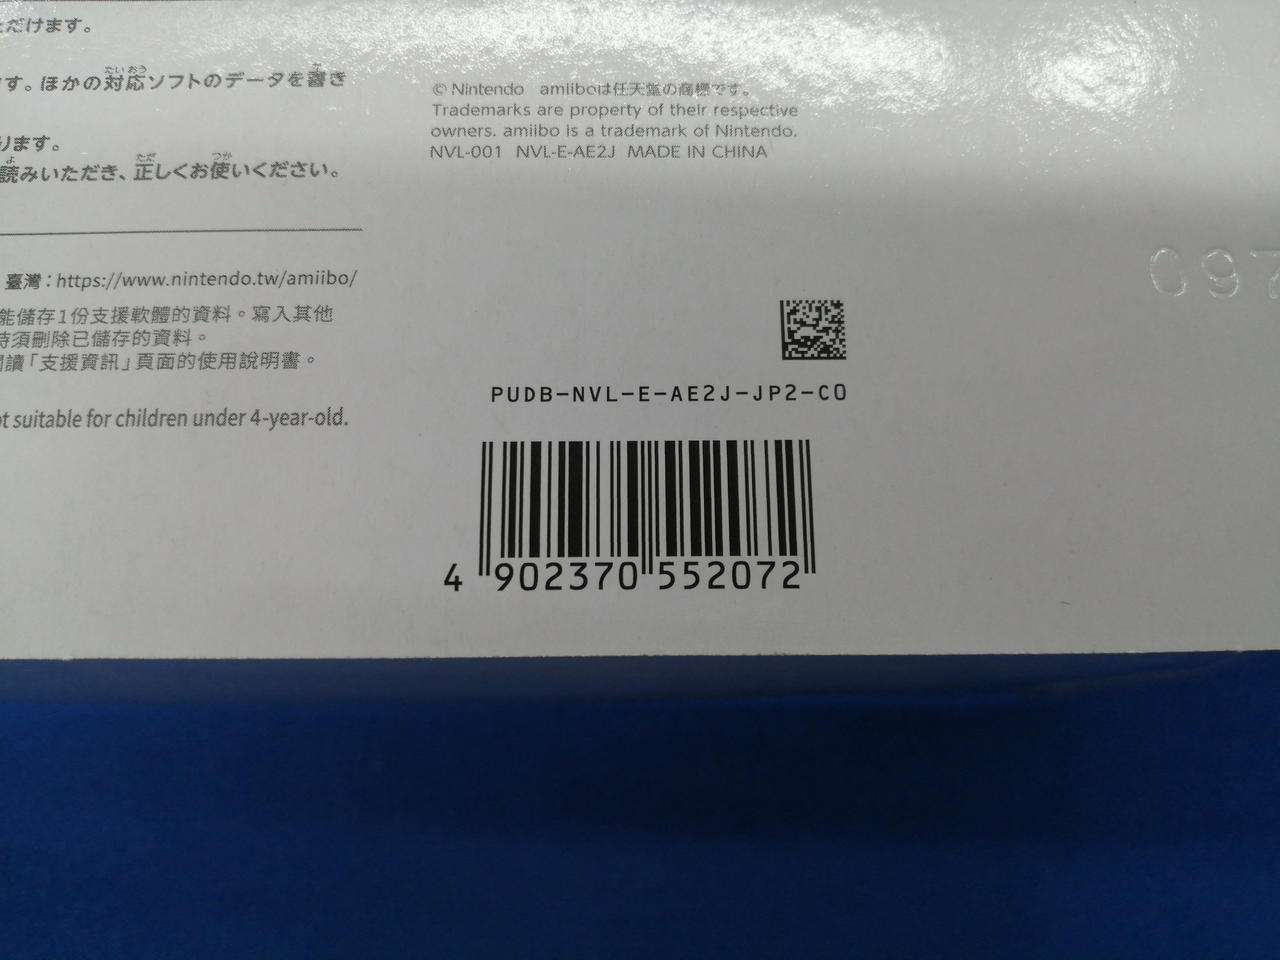 ただけます。
す。ほかの対応ソフトのデータを書き
ります。
読みいただき、正しくお使いください。
臺灣：https://www.nintendo.tw/amiibo/
能儲存1份支援軟體的資料。寫入其他
時須刪除已儲存的資料。
閱讀「支援資訊」頁面的使用說明書。
ot suitable for children under 4-year-old.
© Nintendo amiiboは任天堂の商標です。
Trademarks are property of their respective
owners. amiibo is a trademark of Nintendo.
NVL-001 NVL-E-AE2J MADE IN CHINA
PUDB-NVL-E-AE2J-JP2-C0
4 902370 552072
097